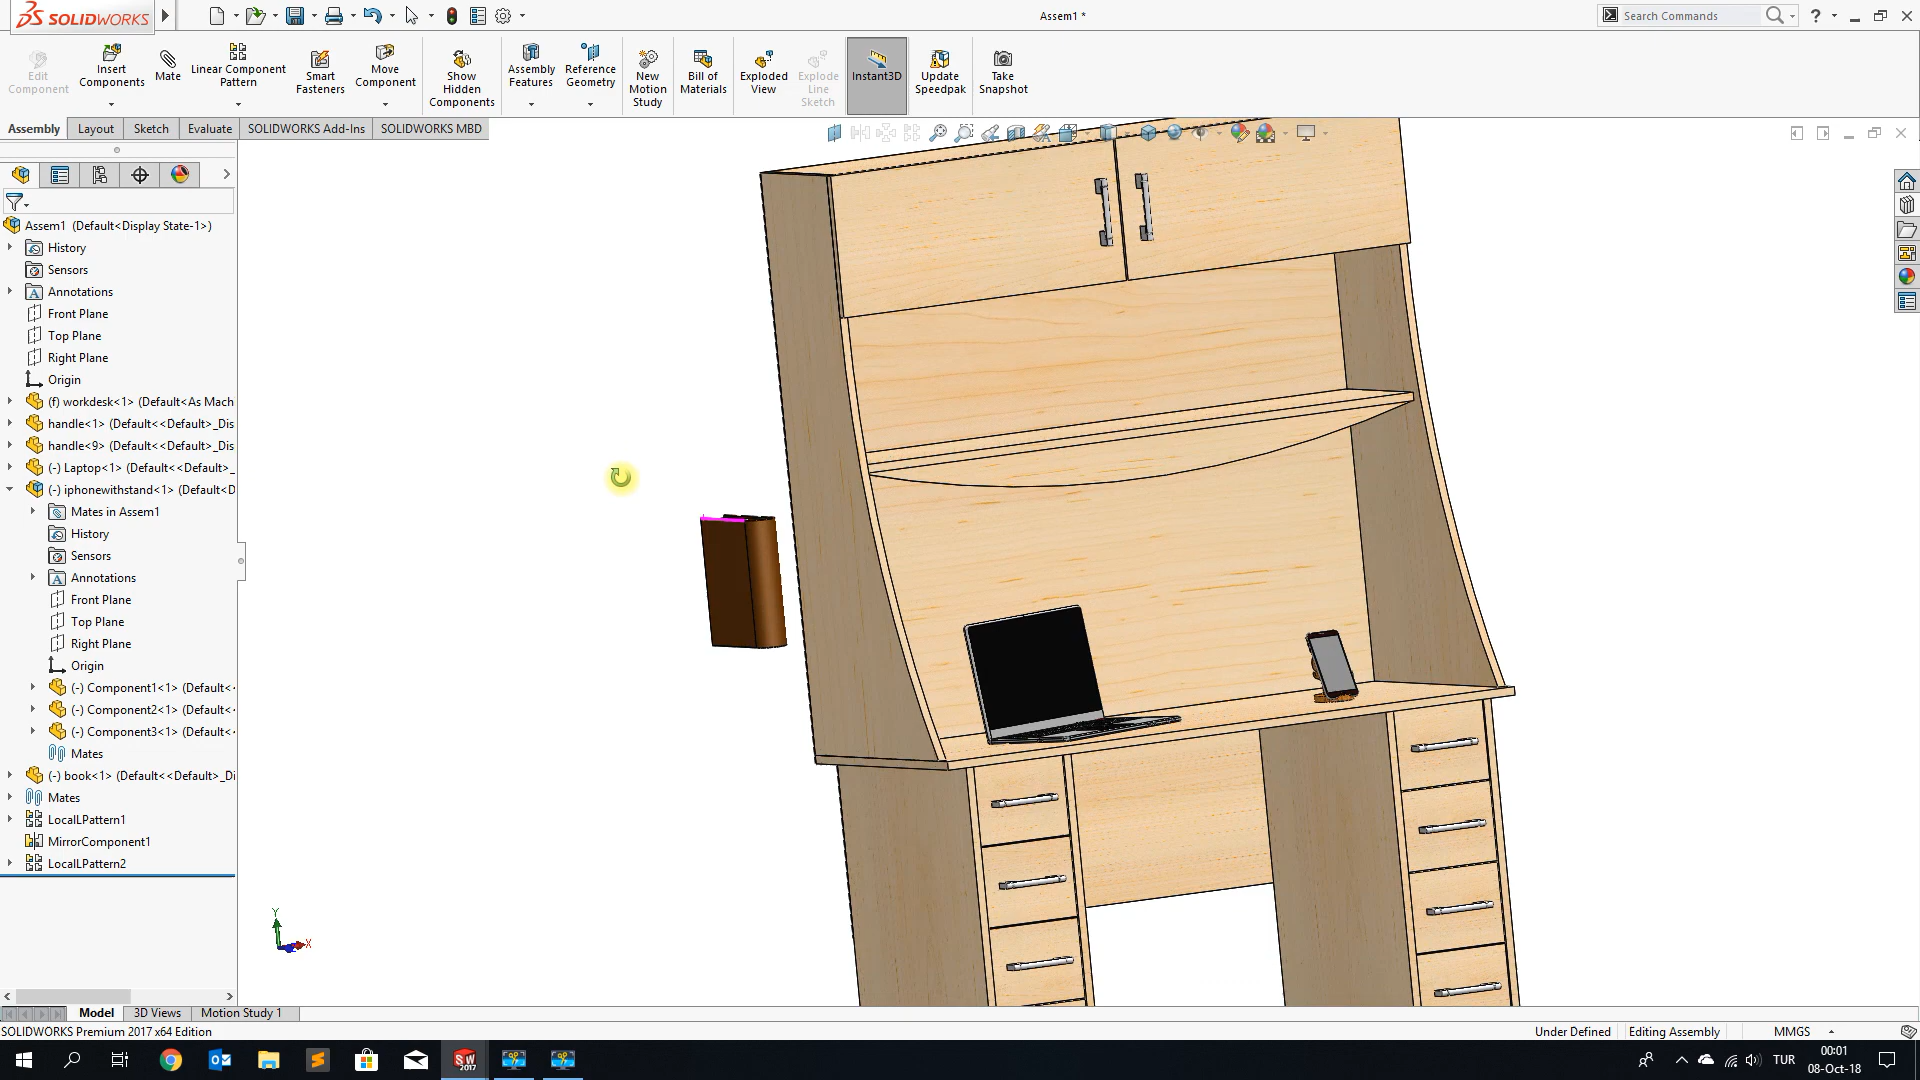 SOLIDWORKS
Assem1 *
Search Commands
?
Edit Component
Insert Components
Mate
Linear Component Pattern
Smart Fasteners
Move Component
Show Hidden Components
Assembly Features
Reference Geometry
New Motion Study
Bill of Materials
Exploded View
Explode Line Sketch
Instant3D
Update Speedpak
Take Snapshot
Assembly
Layout
Sketch
Evaluate
SOLIDWORKS Add-Ins
SOLIDWORKS MBD
Assem1 (Default<Display State-1>)
History
Sensors
Annotations
Front Plane
Top Plane
Right Plane
Origin
(f) workdesk<1> (Default<As Mach
handle<1> (Default<<Default>_Dis
handle<9> (Default<<Default>_Dis
(-) Laptop<1> (Default<<Default>_
(-) iphonewithstand<1> (Default<D
Mates in Assem1
History
Sensors
Annotations
Front Plane
Top Plane
Right Plane
Origin
(-) Component1<1> (Default<
(-) Component2<1> (Default<
(-) Component3<1> (Default<
Mates
(-) book<1> (Default<<Default>_Di
Mates
LocalLPattern1
MirrorComponent1
LocalLPattern2
Y
X
Model
3D Views
Motion Study 1
SOLIDWORKS Premium 2017 x64 Edition
Under Defined
Editing Assembly
MMGS
SW 2017
TUR
00:01
08-Oct-18